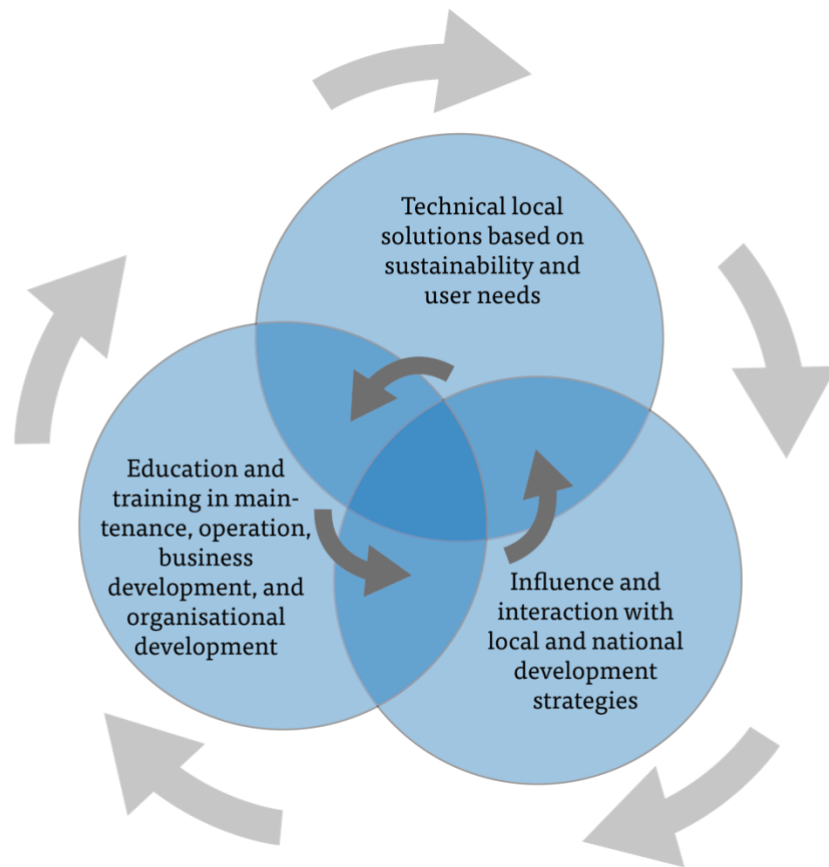 Technical local
solutions based on
sustainability and
user needs
Education and
training in main-
tenance, operation,
business
development, and
organisational
development
Influence and
interaction with
local and national
development
strategies